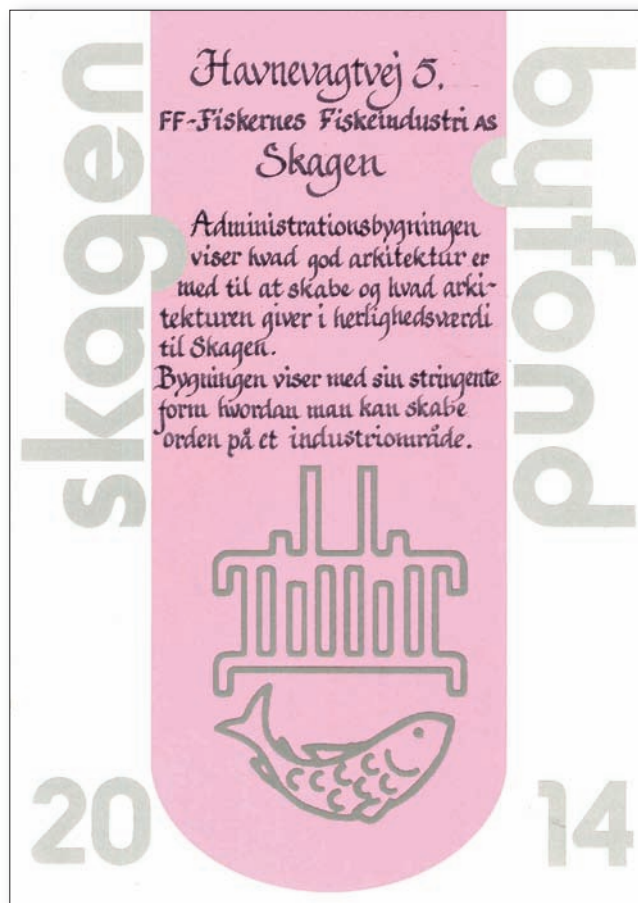 skagen
byfond
Havnevagtvej 5,
FF-Fiskernes Fiskeindustri AS
Skagen
Administrationsbygningen
viser hvad god arkitektur er
med til at skabe og hvad arki-
tekturen giver i herlighedsværdi
til Skagen.
Bygningen viser med sin stringente
form hvordan man kan skabe
orden på et industriområde.
20
14